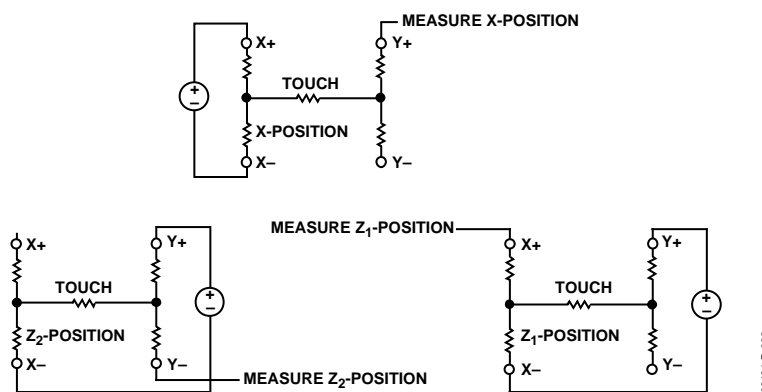 MEASURE X-POSITION
X+
Y+
TOUCH
X-POSITION
X–
Y–
MEASURE Z1-POSITION
X+
Y+
TOUCH
Z2-POSITION
X–
Y–
MEASURE Z2-POSITION
X+
Y+
TOUCH
Z1-POSITION
X–
Y–